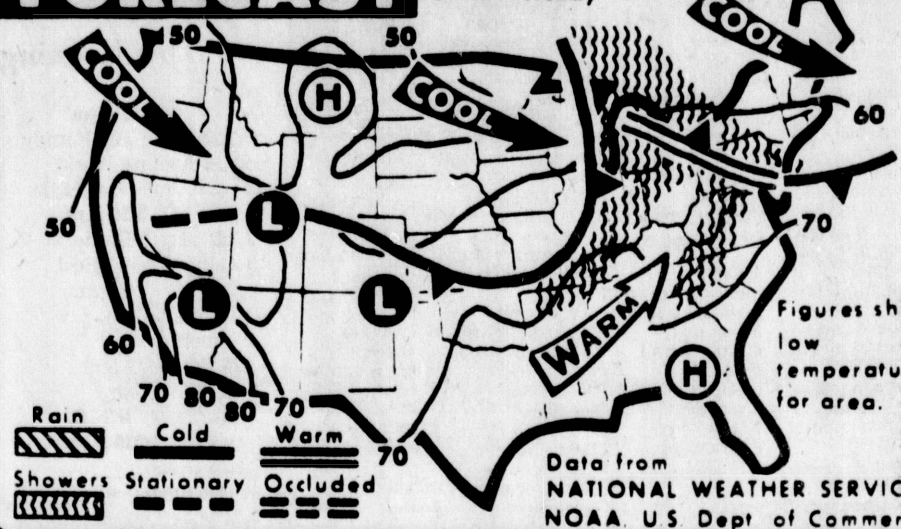 FORECAST
COOL
50
50
COOL
COOL
H
60
50
L
70
L
L
WARM
H
60
70
80
80
70
70
Figures sh
low
temperatu
for area.
Rain
Cold
Warm
Showers
Stationary
Occluded
Data from
NATIONAL WEATHER SERVIC
NOAA, U.S. Dept of Commer